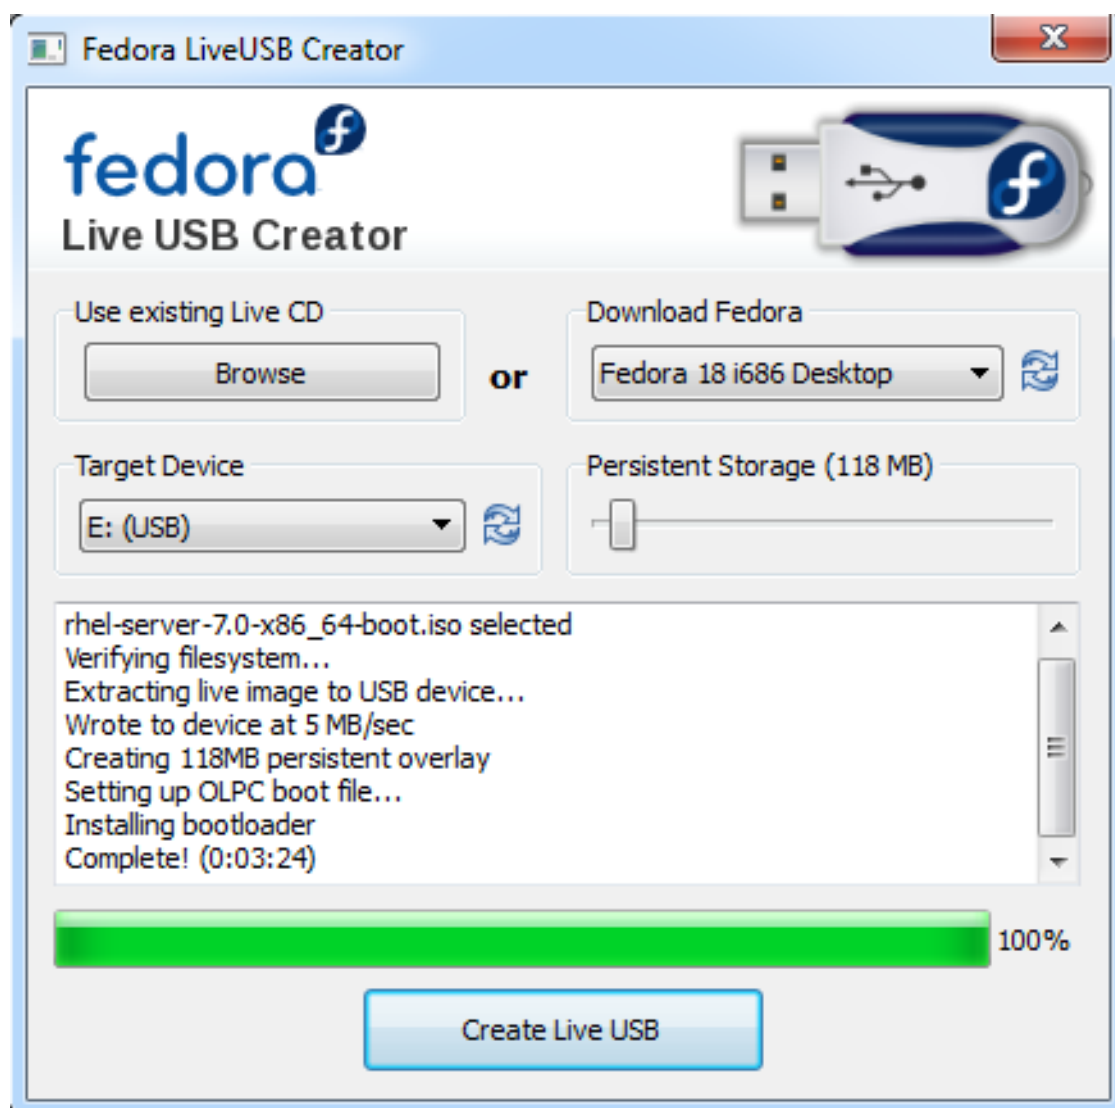 Fedora LiveUSB Creator
fedora
Live USB Creator
Use existing Live CD
Browse
or
Download Fedora
Fedora 18 i686 Desktop
Target Device
E: (USB)
Persistent Storage (118 MB)
rhel-server-7.0-x86_64-boot.iso selected
Verifying filesystem...
Extracting live image to USB device...
Wrote to device at 5 MB/sec
Creating 118MB persistent overlay
Setting up OLPC boot file...
Installing bootloader
Complete! (0:03:24)
100%
Create Live USB